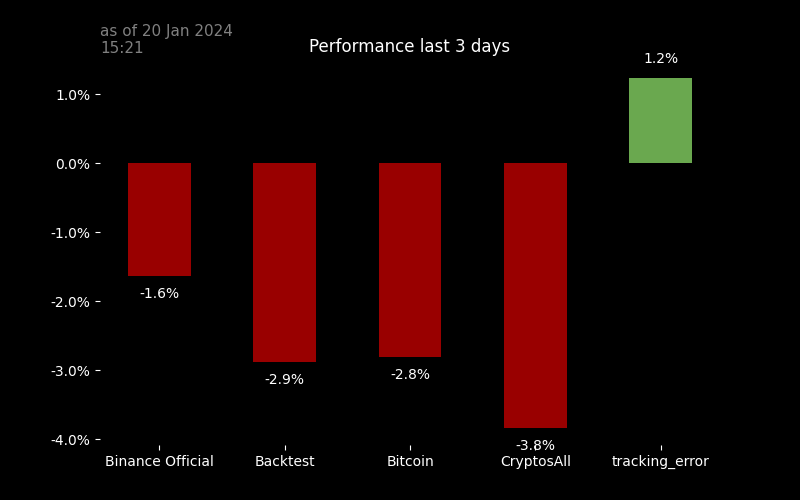 as of 20 Jan 2024
15:21
Performance last 3 days
1.2%
1.0%
0.0%
-1.0%
-2.0%
-3.0%
-4.0%
-1.6%
-2.9%
-2.8%
-3.8%
Binance Official
Backtest
Bitcoin
CryptosAll
tracking_error